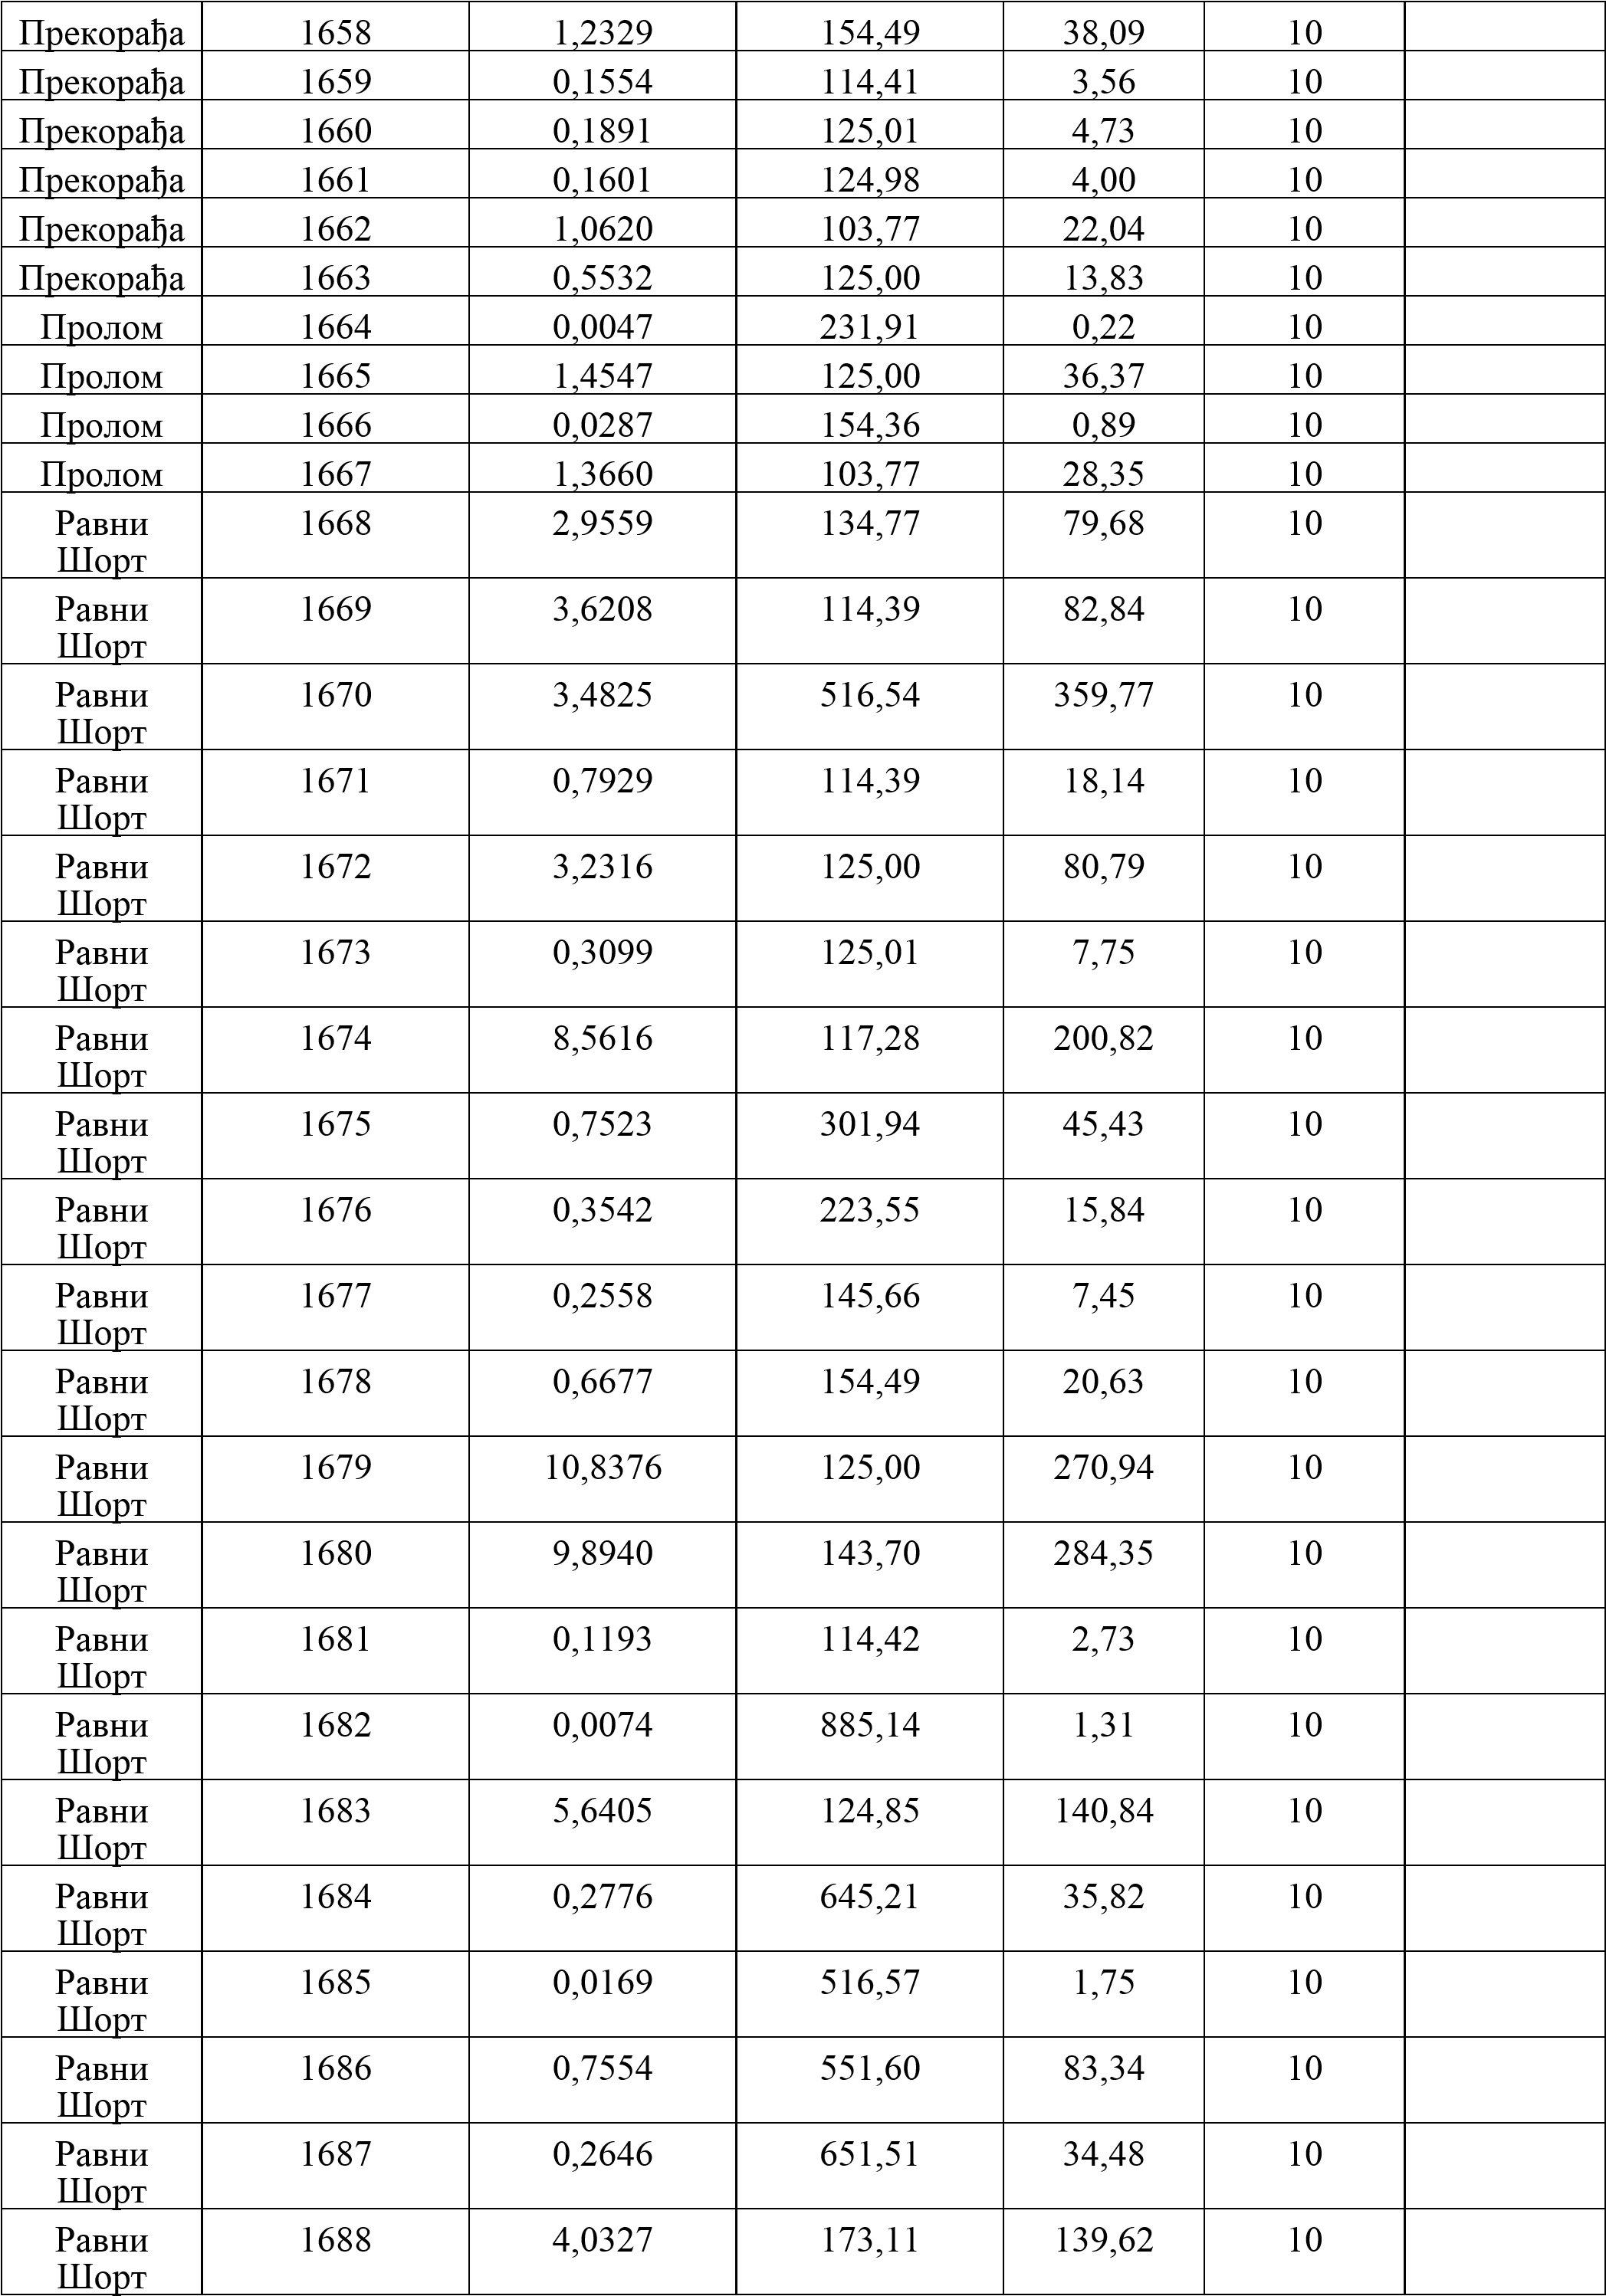 Прекорађа 1658 1,2329 154,49 38,09 10
Прекорађа 1659 0,1554 114,41 3,56 10
Прекорађа 1660 0,1891 125,01 4,73 10
Прекорађа 1661 0,1601 124,98 4,00 10
Прекорађа 1662 1,0620 103,77 22,04 10
Прекорађа 1663 0,5532 125,00 13,83 10
Пролом 1664 0,0047 231,91 0,22 10
Пролом 1665 1,4547 125,00 36,37 10
Пролом 1666 0,0287 154,36 0,89 10
Пролом 1667 1,3660 103,77 28,35 10
Равни 1668 2,9559 134,77 79,68 10
Шорт
Равни 1669 3,6208 114,39 82,84 10
Шорт
Равни 1670 3,4825 516,54 359,77 10
Шорт
Равни 1671 0,7929 114,39 18,14 10
Шорт
Равни 1672 3,2316 125,00 80,79 10
Шорт
Равни 1673 0,3099 125,01 7,75 10
Шорт
Равни 1674 8,5616 117,28 200,82 10
Шорт
Равни 1675 0,7523 301,94 45,43 10
Шорт
Равни 1676 0,3542 223,55 15,84 10
Шорт
Равни 1677 0,2558 145,66 7,45 10
Шорт
Равни 1678 0,6677 154,49 20,63 10
Шорт
Равни 1679 10,8376 125,00 270,94 10
Шорт
Равни 1680 9,8940 143,70 284,35 10
Шорт
Равни 1681 0,1193 114,42 2,73 10
Шорт
Равни 1682 0,0074 885,14 1,31 10
Шорт
Равни 1683 5,6405 124,85 140,84 10
Шорт
Равни 1684 0,2776 645,21 35,82 10
Шорт
Равни 1685 0,0169 516,57 1,75 10
Шорт
Равни 1686 0,7554 551,60 83,34 10
Шорт
Равни 1687 0,2646 651,51 34,48 10
Шорт
Равни 1688 4,0327 173,11 139,62 10
Шорт